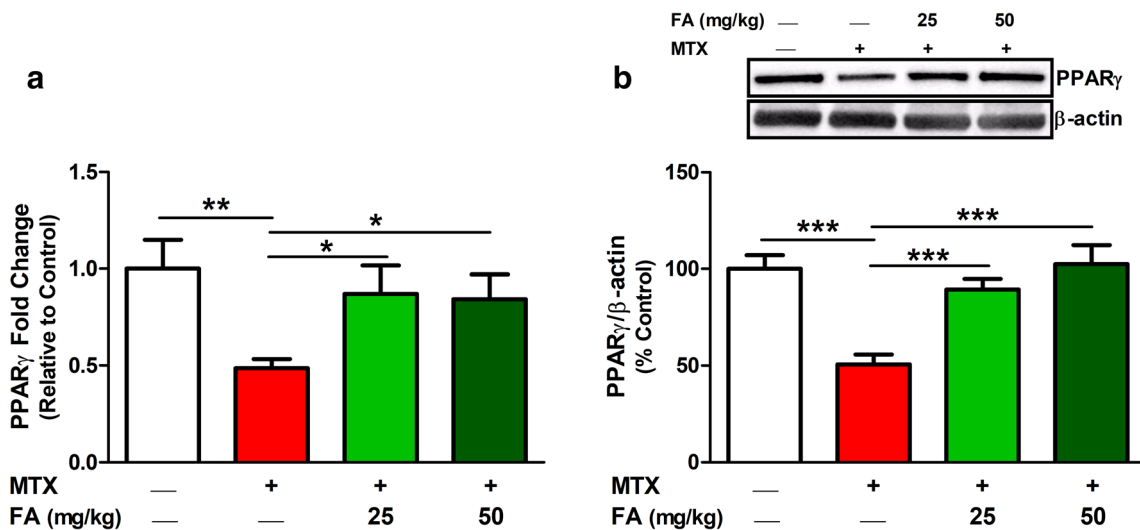 FA (mg/kg) — — 25 50
MTX — + + +
a
b
PPARγ
β-actin
PPARγ Fold Change
(Relative to Control)
1.5
1.0
0.5
0.0
**
*
*
MTX — + + +
FA (mg/kg) — — 25 50
PPARγ/β-actin
(% Control)
150
100
50
0
***
***
***
MTX — + + +
FA (mg/kg) — — 25 50